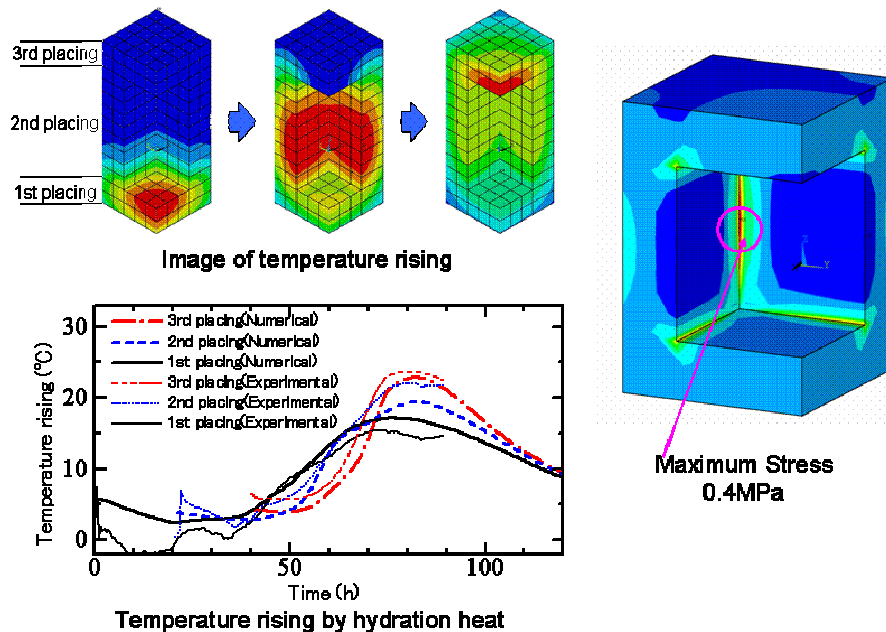 3rd placing
2nd placing
1st placing
Image of temperature rising
3rd placing(Numerical)
2nd placing(Numerical)
1st placing(Numerical)
3rd placing(Experimental)
2nd placing(Experimental)
1st placing(Experimental)
Temperature rising (℃)
30
20
10
0
0
50
100
Time (h)
Temperature rising by hydration heat
Z
Y
Maximum Stress
0.4MPa